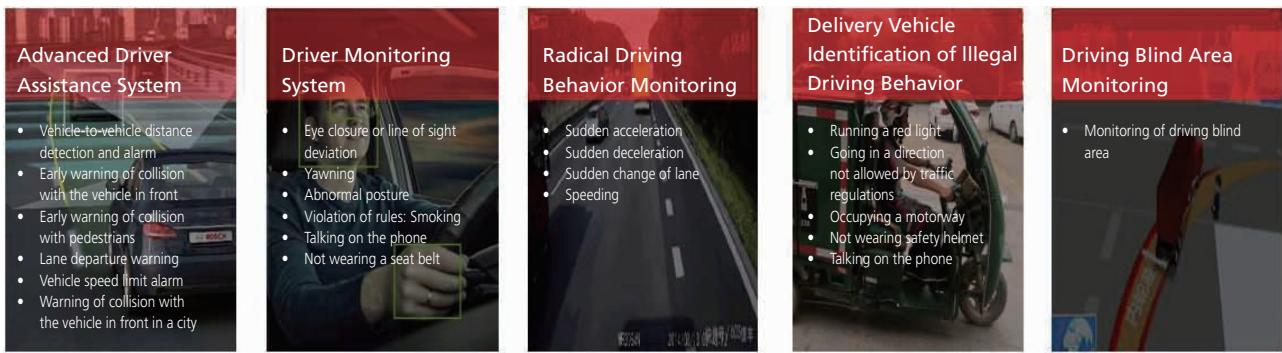 Advanced Driver
Assistance System
• Vehicle-to-vehicle distance
detection and alarm
• Early warning of collision
with the vehicle in front
• Early warning of collision
with pedestrians
• Lane departure warning
• Vehicle speed limit alarm
• Warning of collision with
the vehicle in front in a city
BOSCH
Driver Monitoring
System
• Eye closure or line of sight
deviation
• Yawning
• Abnormal posture
• Violation of rules: Smoking
• Talking on the phone
• Not wearing a seat belt
Radical Driving
Behavior Monitoring
• Sudden acceleration
• Sudden deceleration
• Sudden change of lane
• Speeding
Delivery Vehicle
Identification of Illegal
Driving Behavior
• Running a red light
• Going in a direction
not allowed by traffic
regulations
• Occupying a motorway
• Not wearing safety helmet
• Talking on the phone
Driving Blind Area
Monitoring
• Monitoring of driving blind
area